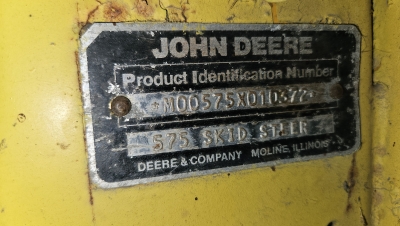 JOHN DEERE
Product Identification Number
*M00575X010372*
575 SKID STEER
DEERE & COMPANY MOLINE, ILLINOIS